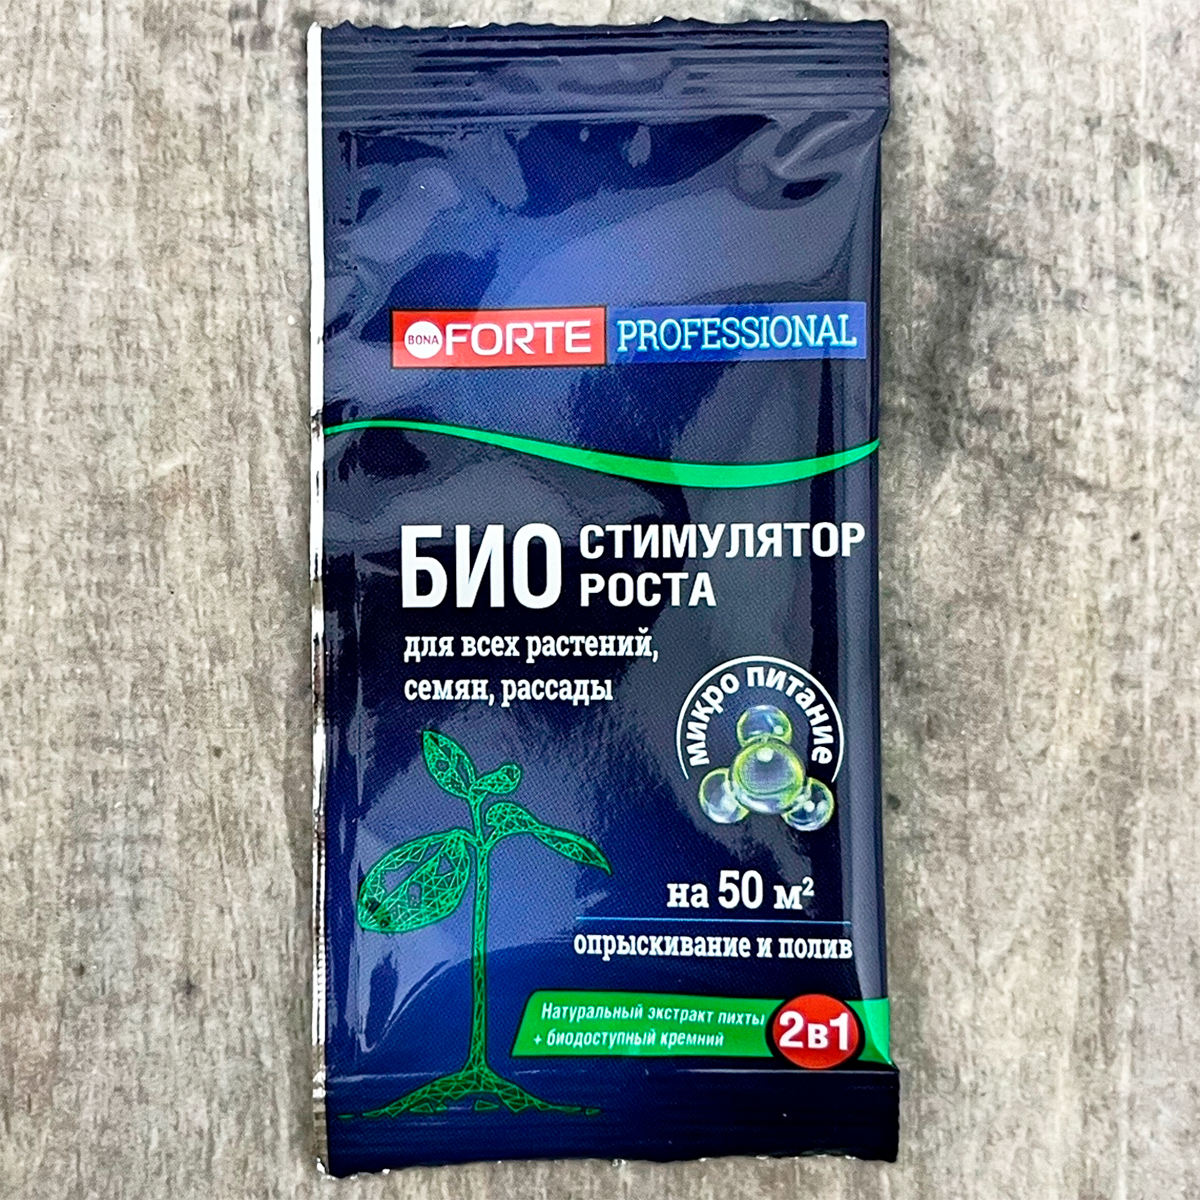 BONA FORTE PROFESSIONAL
БИО СТИМУЛЯТОР
РОСТА
для всех растений,
семян, рассады
микро питание
на 50 м²
опрыскивание и полив
Натуральный экстракт пихты
+ биодоступный кремний
2в1